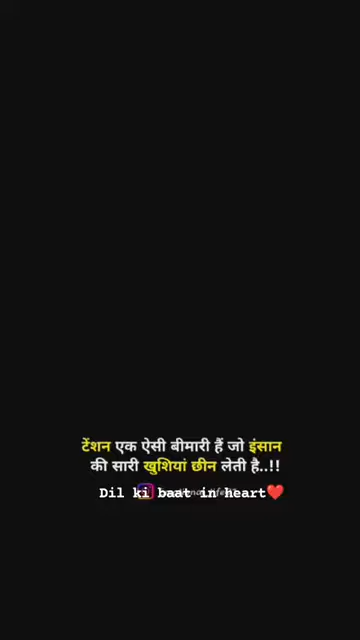 टेंशन एक ऐसी बीमारी हैं जो इंसान
की सारी खुशियां छीन लेती है..!!
Dil ki baat in heart❤️